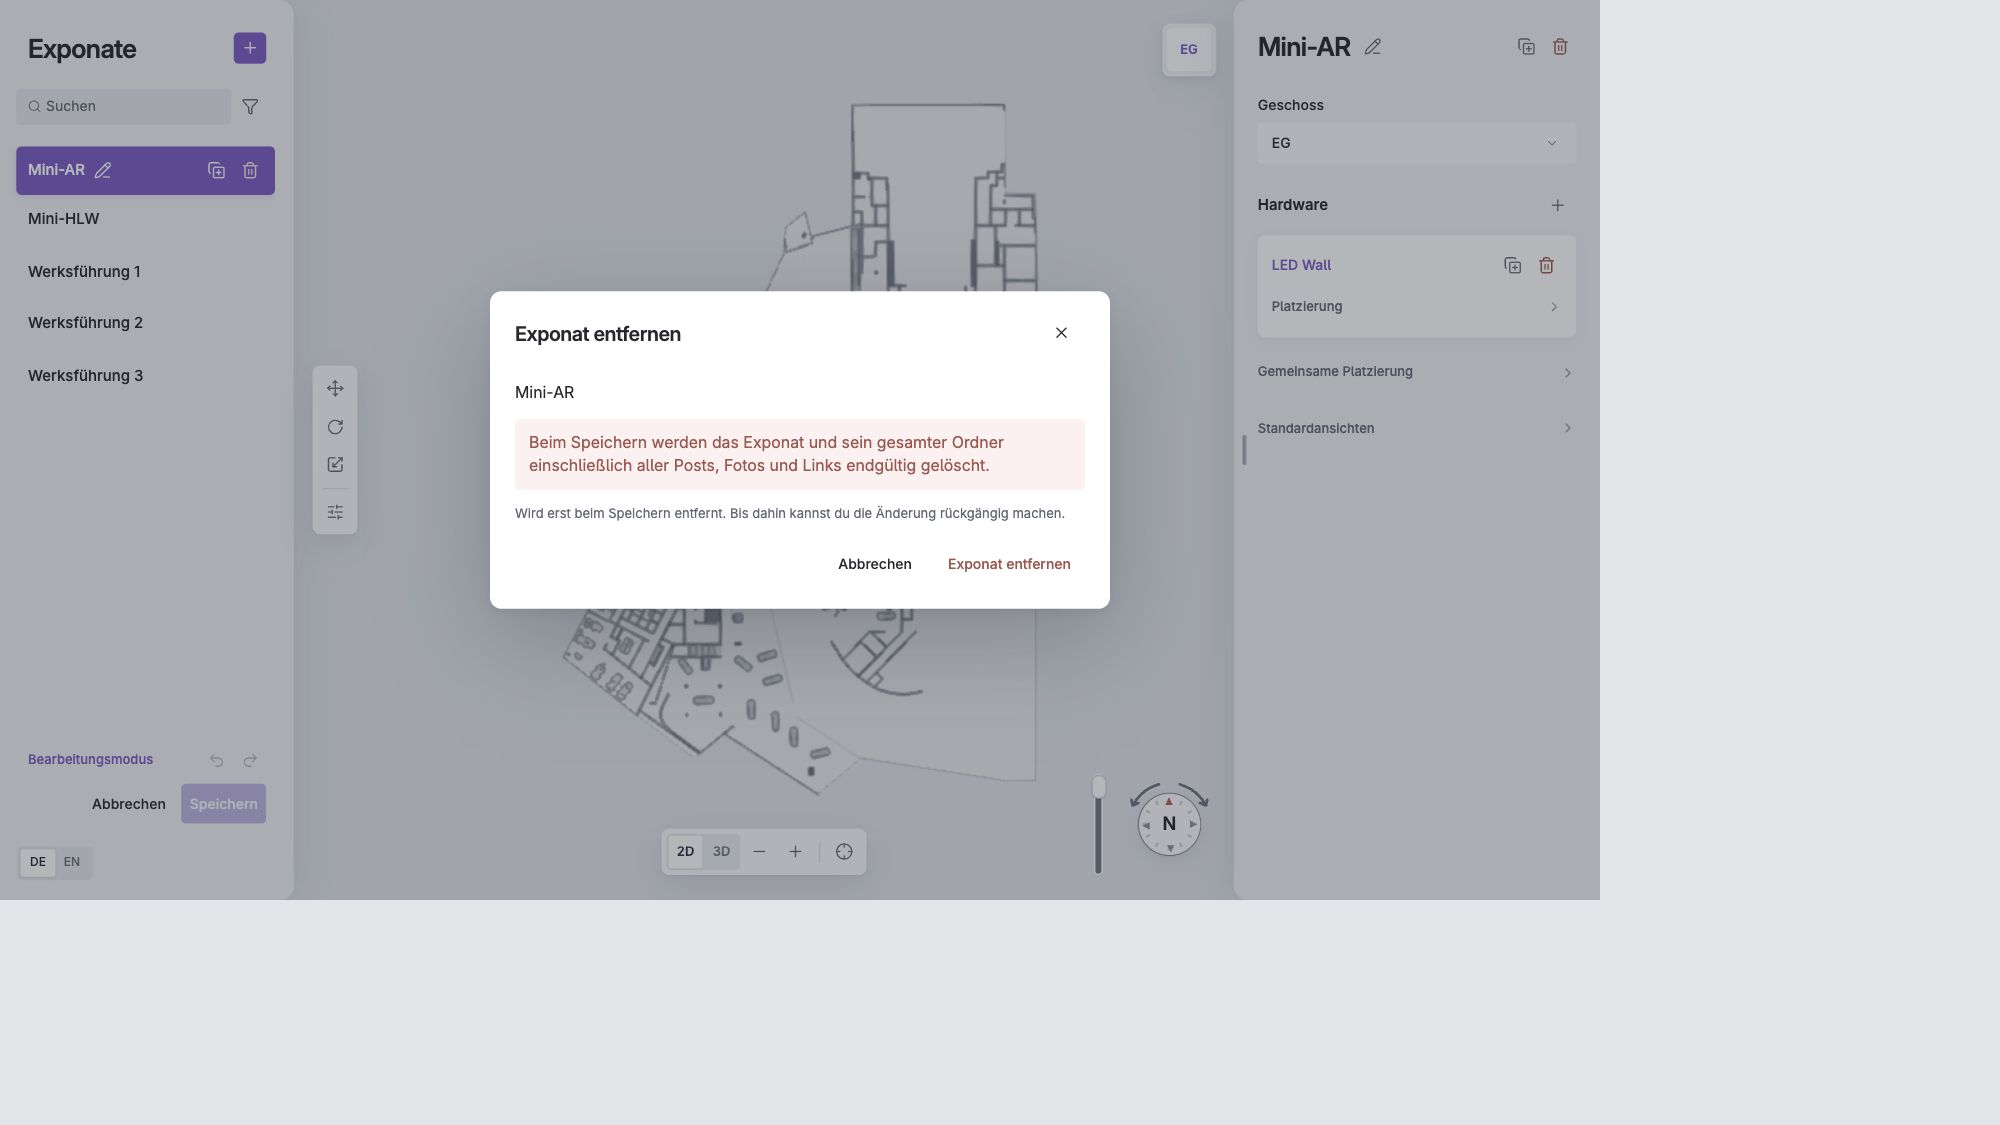 Exponate
Suchen
Mini-AR
Mini-HLW
Werksführung 1
Werksführung 2
Werksführung 3
Bearbeitungsmodus
Abbrechen
Speichern
DE
EN
EG
Exponat entfernen
Mini-AR
Beim Speichern werden das Exponat und sein gesamter Ordner
einschließlich aller Posts, Fotos und Links endgültig gelöscht.
Wird erst beim Speichern entfernt. Bis dahin kannst du die Änderung rückgängig machen.
Abbrechen
Exponat entfernen
2D
3D
N
Mini-AR
Geschoss
EG
Hardware
LED Wall
Platzierung
Gemeinsame Platzierung
Standardansichten